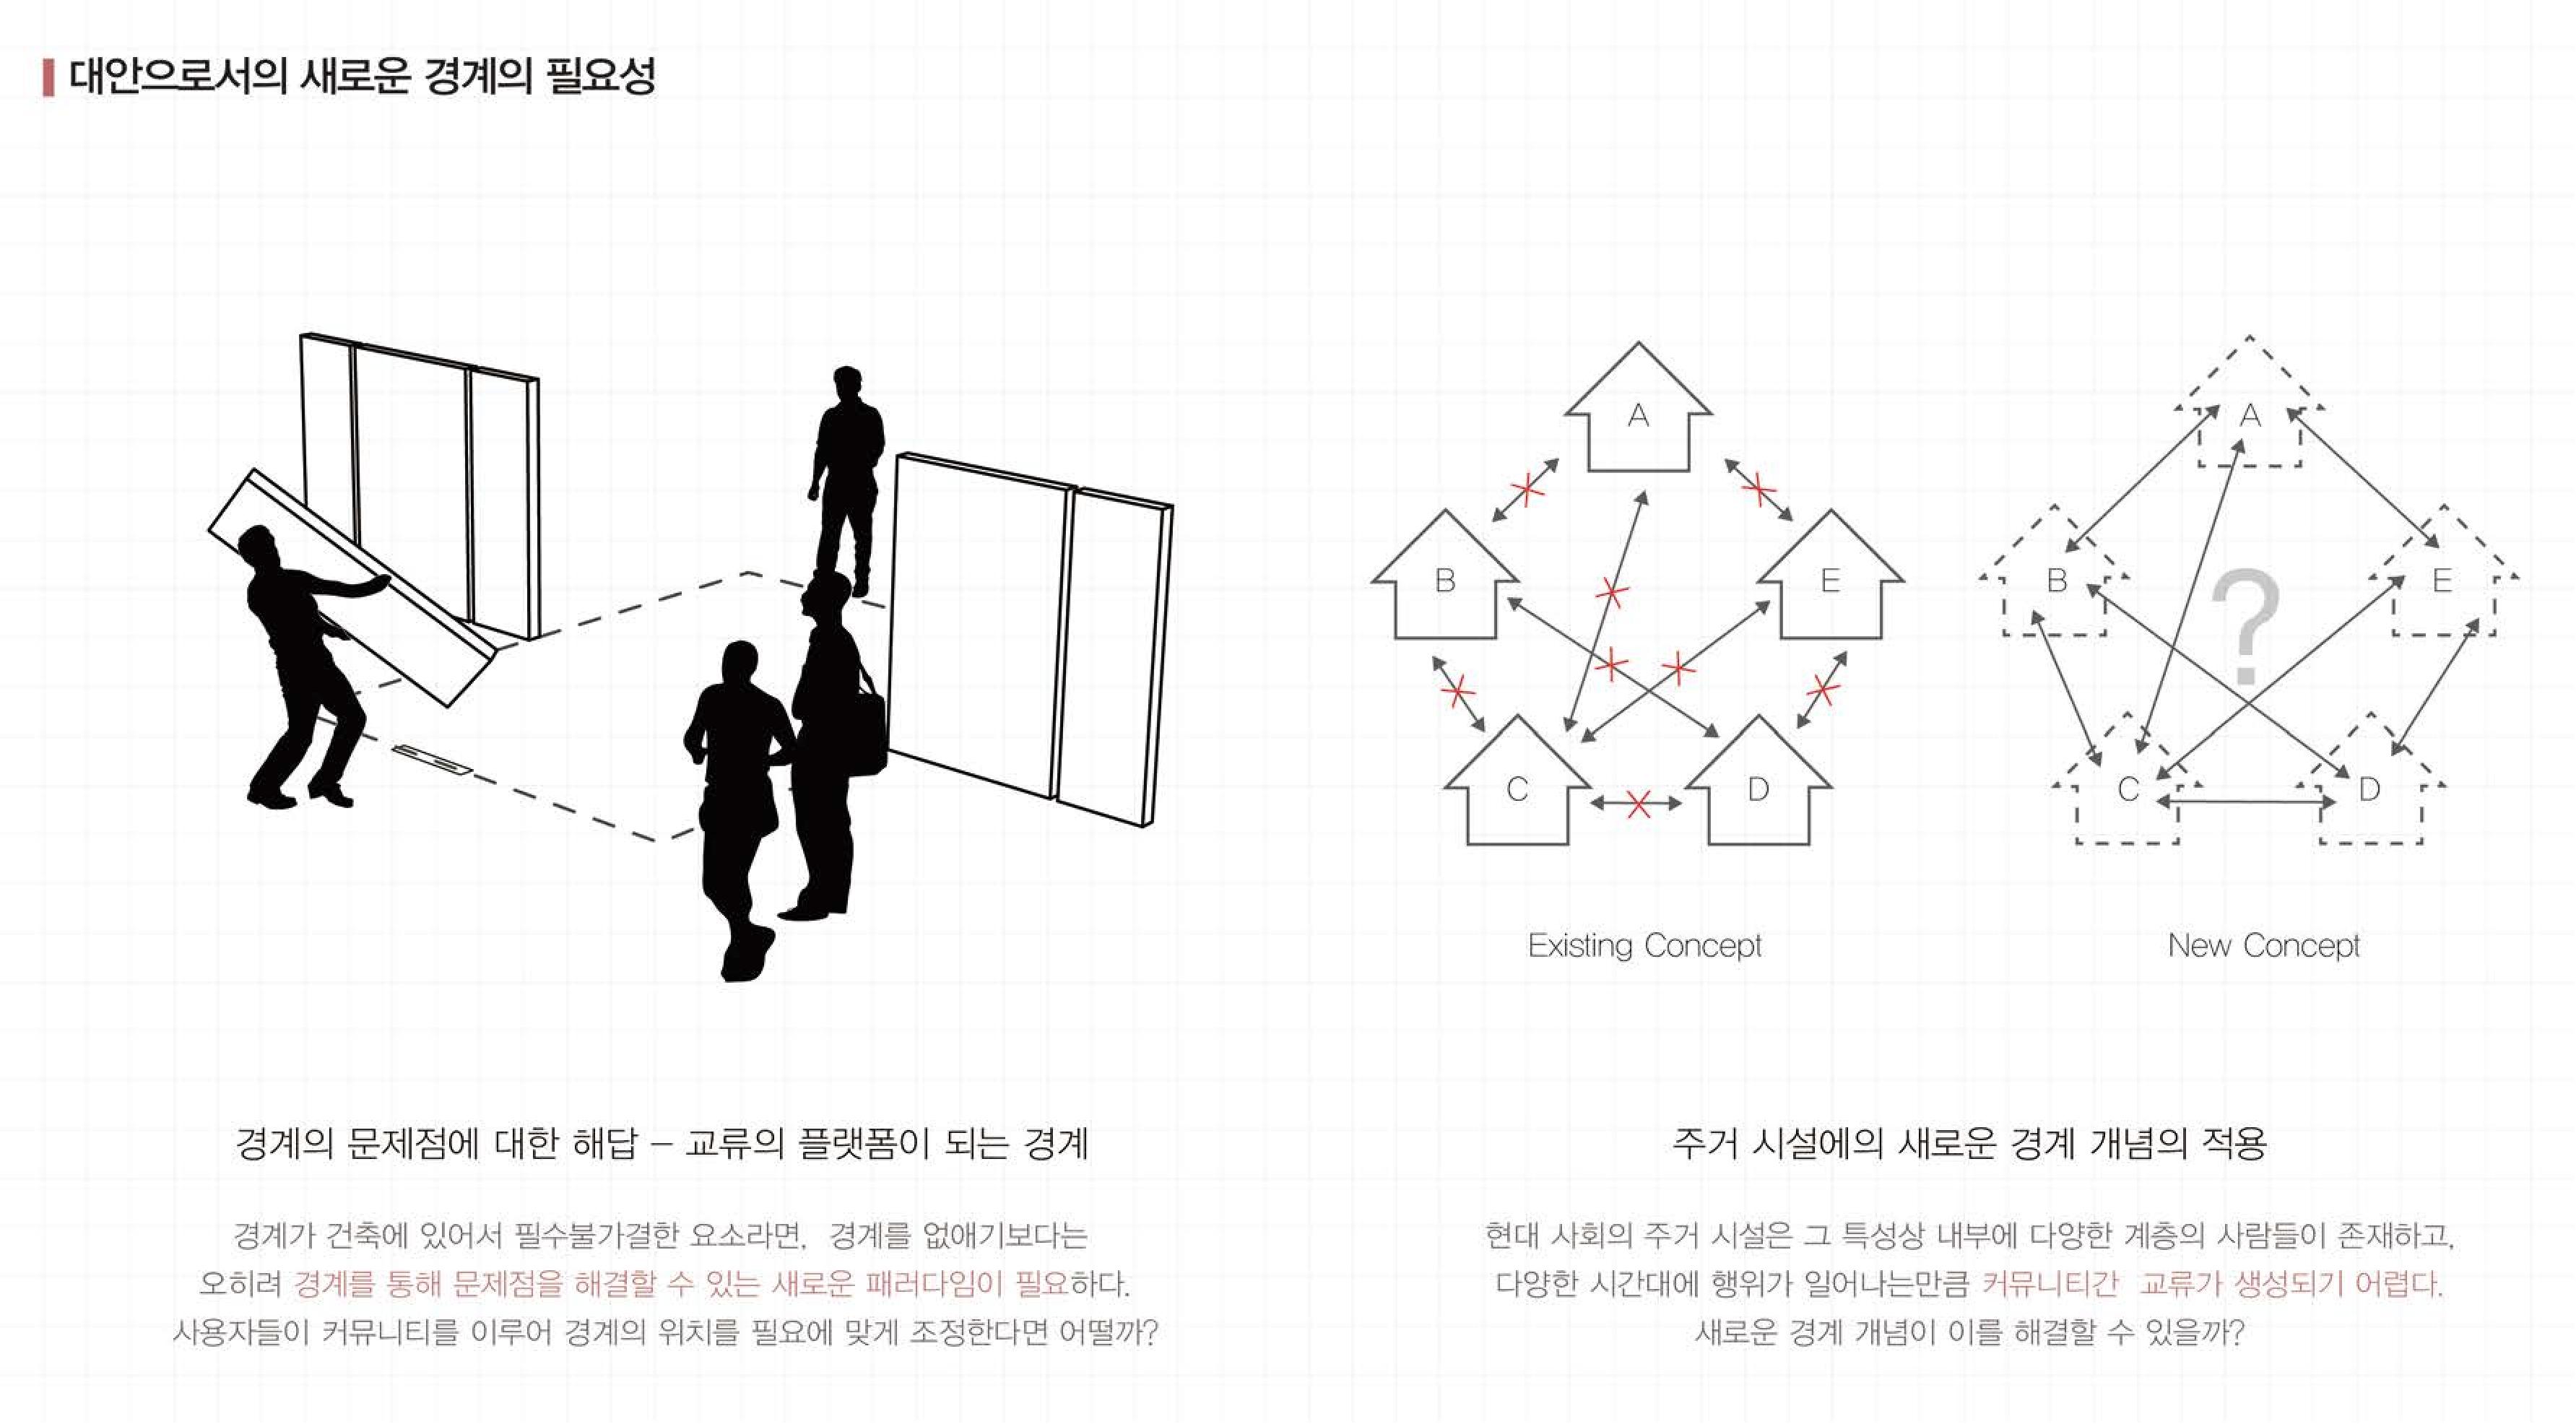 대안으로서의 새로운 경계의 필요성
A
B
E
C
D
Existing Concept
A
B
E
?
C
D
New Concept
경계의 문제점에 대한 해답 – 교류의 플랫폼이 되는 경계
경계가 건축에 있어서 필수불가결한 요소라면, 경계를 없애기보다는
오히려 경계를 통해 문제점을 해결할 수 있는 새로운 패러다임이 필요하다.
사용자들이 커뮤니티를 이루어 경계의 위치를 필요에 맞게 조정한다면 어떨까?
주거 시설에의 새로운 경계 개념의 적용
현대 사회의 주거 시설은 그 특성상 내부에 다양한 계층의 사람들이 존재하고,
다양한 시간대에 행위가 일어나는만큼 커뮤니티간 교류가 생성되기 어렵다.
새로운 경계 개념이 이를 해결할 수 있을까?